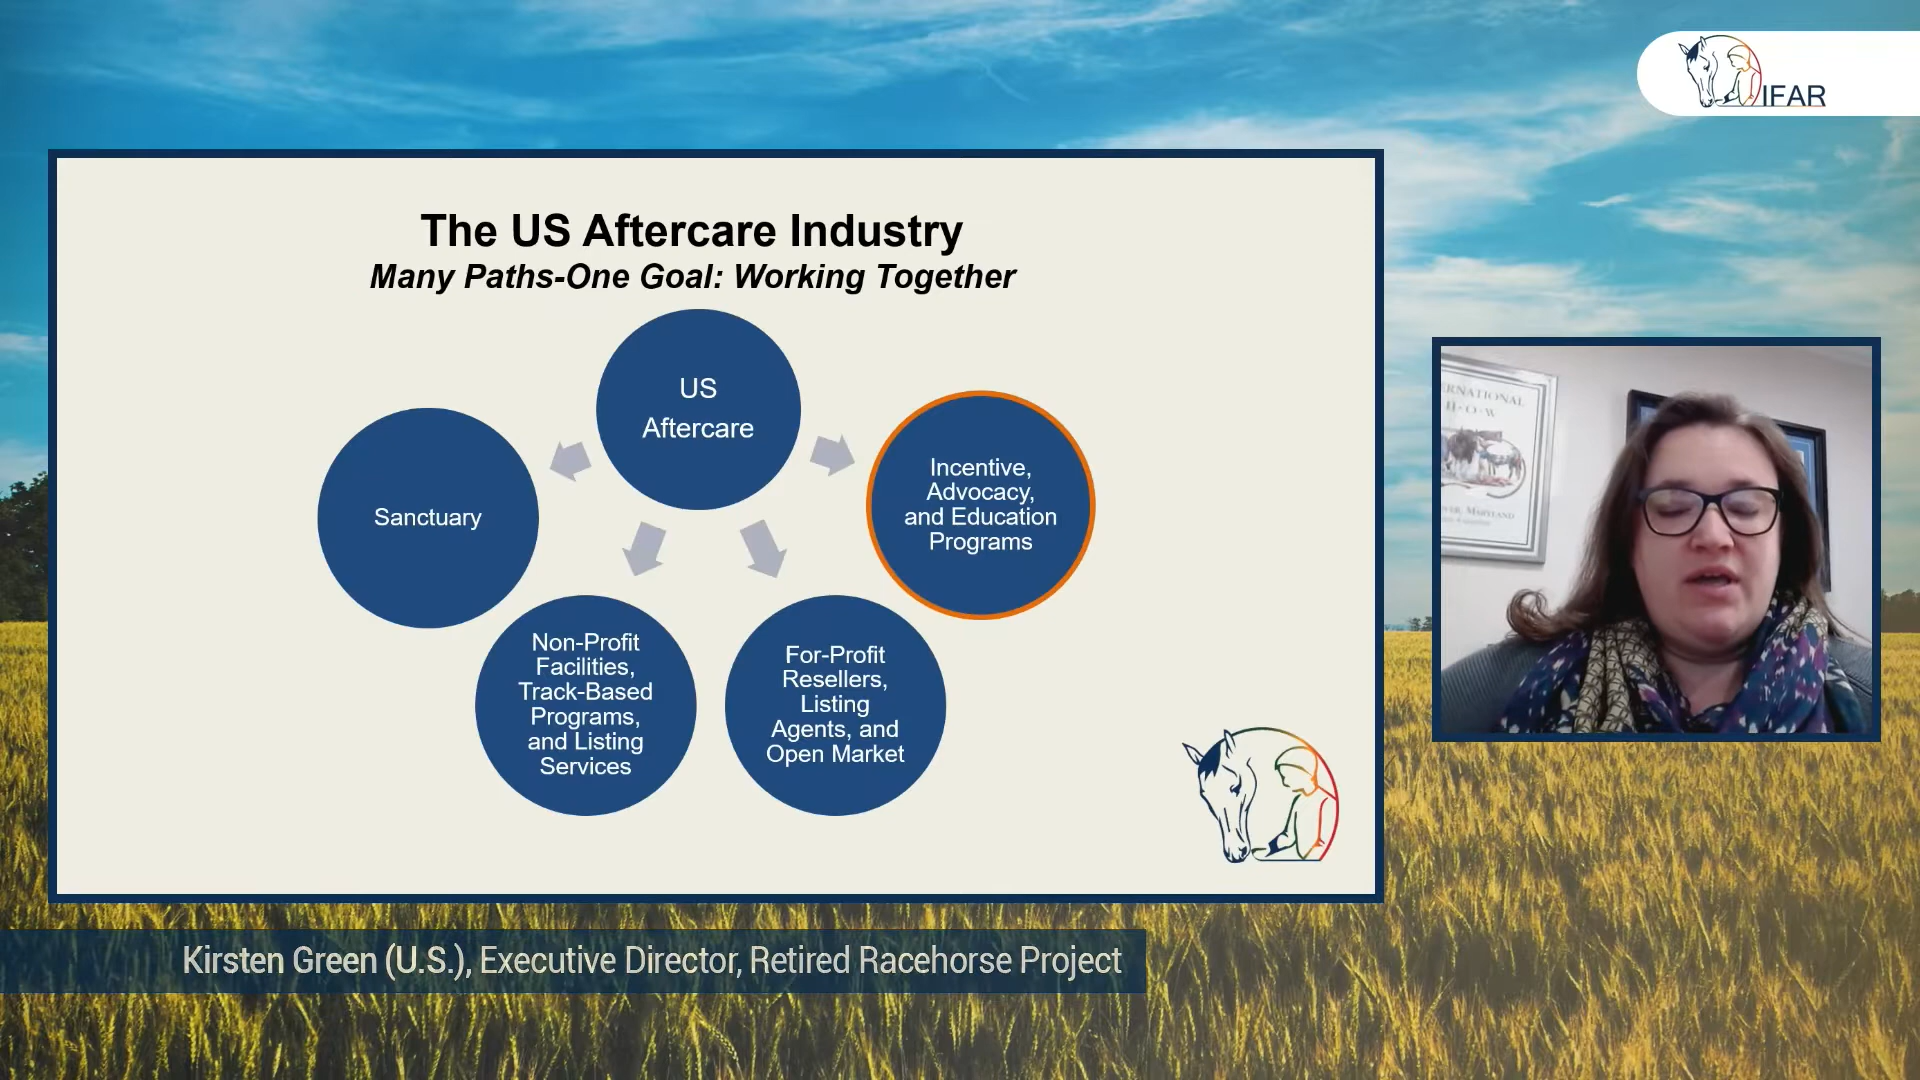 IFAR
The US Aftercare Industry
Many Paths-One Goal: Working Together
US
Aftercare
Sanctuary
Incentive,
Advocacy,
and Education
Programs
Non-Profit
Facilities,
Track-Based
Programs,
and Listing
Services
For-Profit
Resellers,
Listing
Agents, and
Open Market
Kirsten Green (U.S.), Executive Director, Retired Racehorse Project